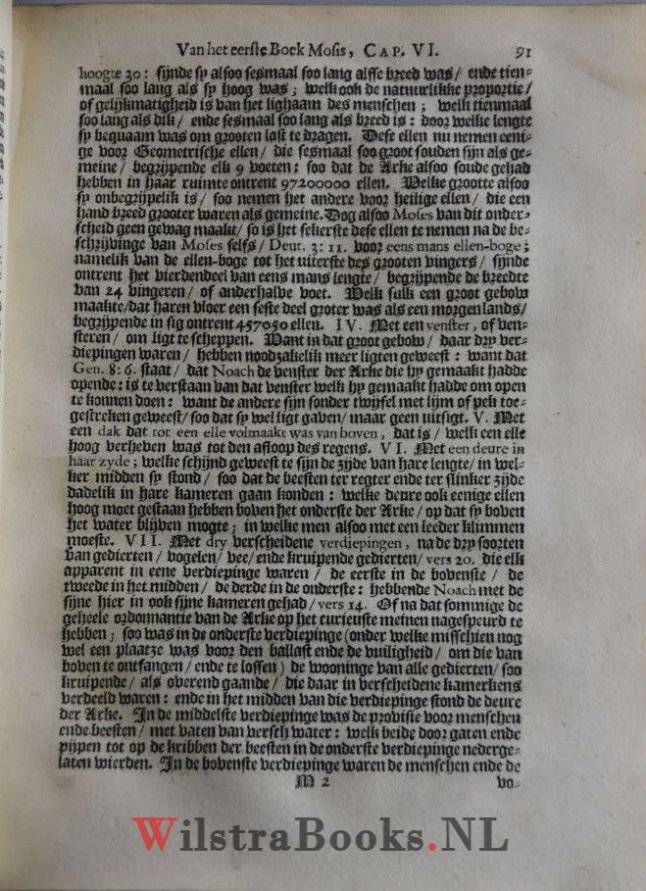 Van het eerste Boek Mosis, CAP. VI. 91
hoogte 30: sijnde sy alsoo sesmaal soo lang alsse breed was / ende tien-
maal soo lang als sy hoog was; welk ook de natuurlikke proportie /
of gelijkmatigheid is van het lighaam des menschen; welk tienmaal
soo lang als dik / ende sesmaal soo lang als breed is: door welke lengte
sy bequaam was om grooten last te dragen. Dese ellen nu nemen eeni-
ge voor Geometrische ellen / die sesmaal soo groot souden sijn als ge-
meine / begrijpende elk 9 voeten: soo dat de Arke alsoo soude gehad
hebben in haar ruimte ontrent 97200000 ellen. Welke grootte alsoo
sy onbegrijpelik is / soo nemen het andere voor heilige ellen / die een
hand breed grooter waren als gemeine. Dog alsoo Moses van dit onder-
scheid geen gewag maakt / so is het sekerste dese ellen te nemen na de be-
schrijvinge van Moses selfs / Deut. 3: 11. voor eens mans ellen-boge;
namelik van de ellen-boge tot het uiterste des grooten vingers / sijnde
ontrent het vierdendeel van eens mans lengte / begrijpende de breedte
van 24 vingeren / of anderhalve voet. Welk sulk een groot gebow
maakte / dat haren vloer een seste deel groter was als een morgen lands /
begrijpende in sig ontrent 457050 ellen. IV. Met een venster, of ven-
steren / om ligt te scheppen. Want in dat groot gebow / daar dry ver-
diepingen waren / hebben noodzakelik meer ligten geweest: want dat
Gen. 8: 6. staat / dat Noach de venster der Arke die hy gemaakt hadde
opende: is te verstaan van dat venster welk hy gemaakt hadde om open
te konnen doen: want de andere sijn sonder twijfel met lijm of pek toe-
gestreken geweest / soo dat sy wel ligt gaven / maar geen uitsigt. V. Met
een dak dat tot een elle volmaakt was van boven, dat is / welk een elle
hoog verheven was tot den afloop des regens. VI. Met een deure in
haar zyde; welke schijnd geweest te sijn de zijde van hare lengte / in wel-
ker midden sy stond / soo dat de beesten ter regter ende ter slinker zijde
dadelik in hare kameren gaan konden: welke deure ook eenige ellen
hoog moet gestaan hebben boven het onderste der Arke / op dat sy boven
het water blijven mogte; in welke men alsoo met een leeder klimmen
moeste. VII. Met dry verscheidene verdiepingen, na de dry soorten
van gedierten / vogelen / vee / ende kruipende gedierten / vers 20. die elk
apparent in eene verdiepinge waren / de eerste in de bovenste / de
tweede in het midden / de derde in de onderste: hebbende Noach met de
sijne hier in ook sijne kameren gehad / vers 14. Of na dat sommige de
geheele ordonnantie van de Arke op het curieuste meinen nagespeurd te
hebben; soo was in de onderste verdiepinge (onder welke misschien nog
wel een plaatze was voor den ballast ende de vuiligheid / om die van
boven te ontfangen / ende te lossen) de wooninge van alle gedierten / soo
kruipende / als overend gaande / die daar in verscheidene kamerkens
verdeeld waren: ende in het midden van die verdiepinge stond de deure
der Arke. In de middelste verdiepinge was de provisie voor menschen
ende beesten / met vaten van versch water: welk beide door gaten ende
pijpen tot op de kribben der beesten in de onderste verdiepinge nederge-
laten wierden. In de bovenste verdiepinge waren de menschen ende de
M 2 vo-
WilstraBooks.NL